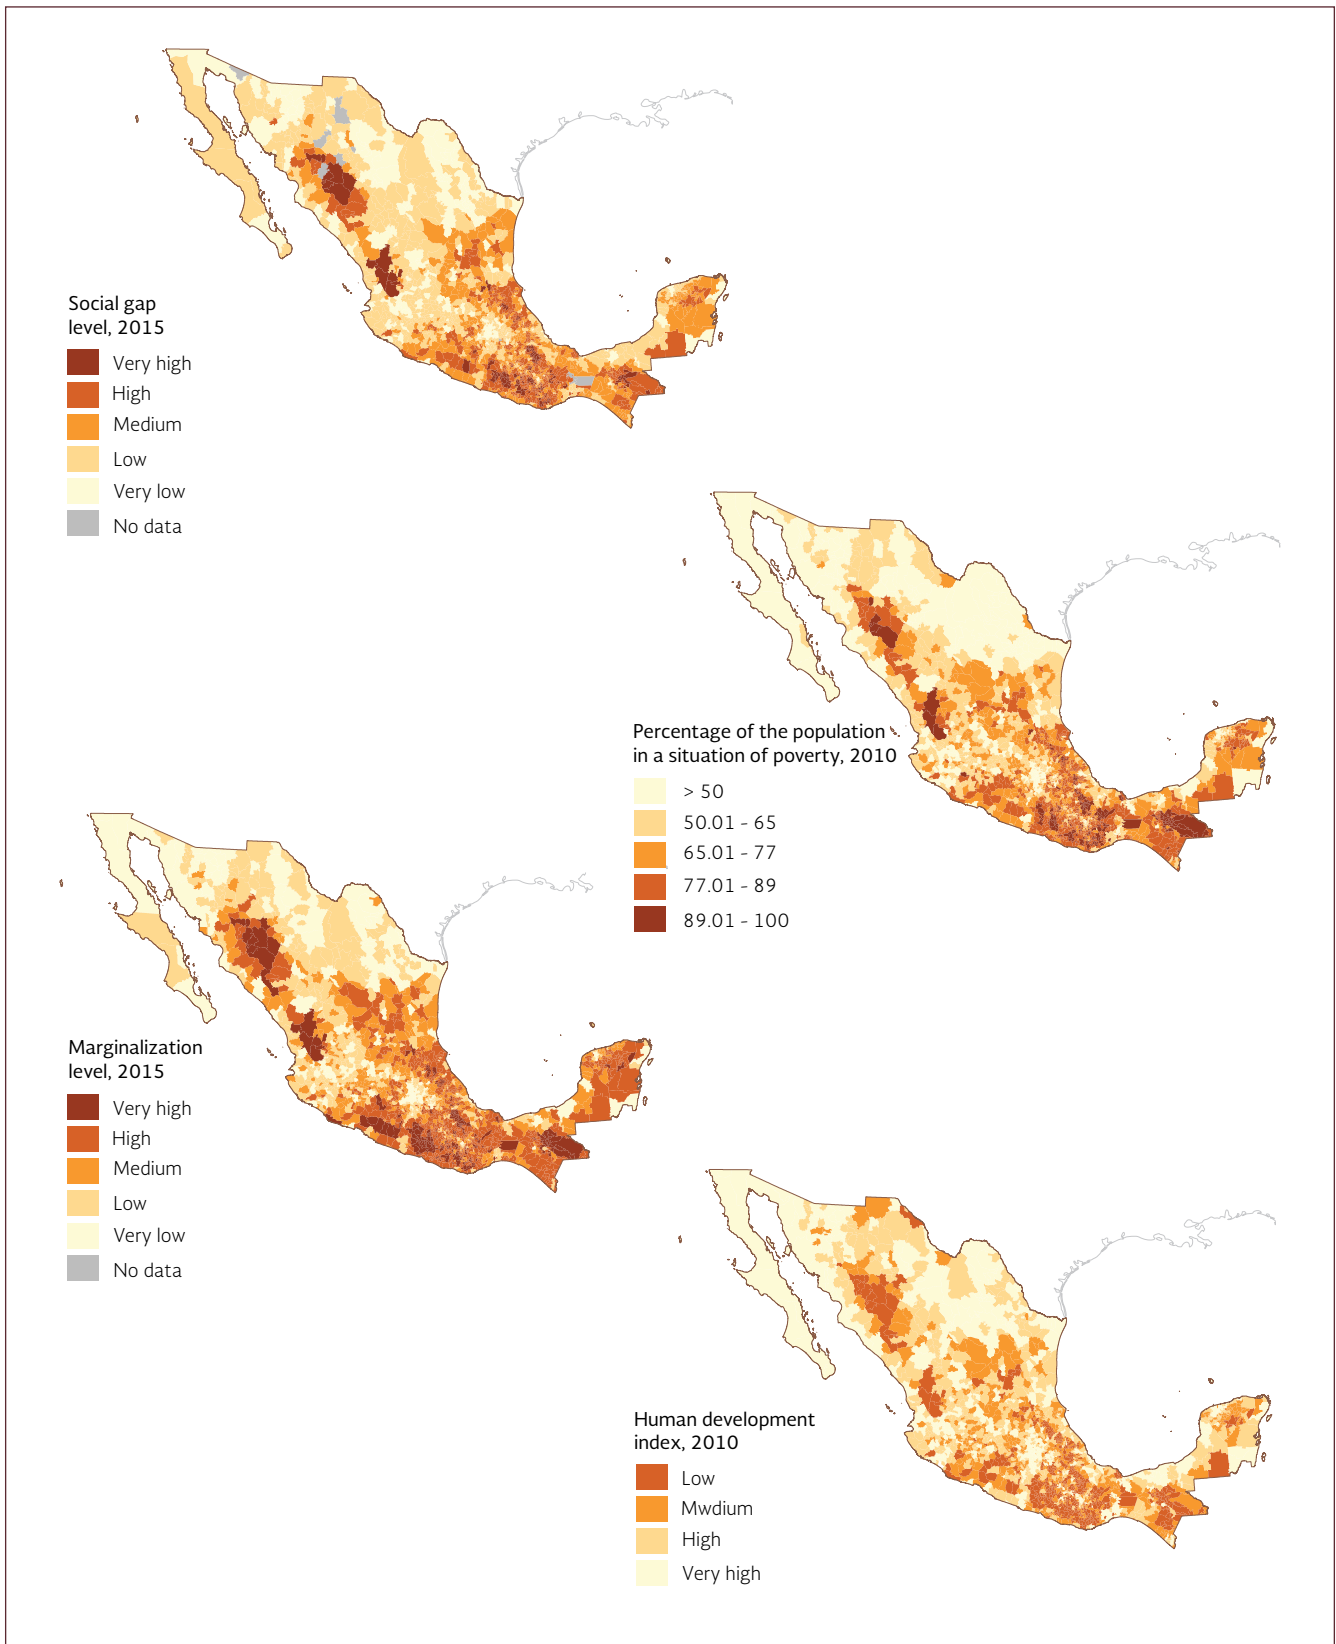 Social gap
level, 2015
Very high
High
Medium
Low
Very low
No data
Percentage of the population
in a situation of poverty, 2010
> 50
50.01 - 65
65.01 - 77
77.01 - 89
89.01 - 100
Marginalization
level, 2015
Very high
High
Medium
Low
Very low
No data
Human development
index, 2010
Low
Mwdium
High
Very high